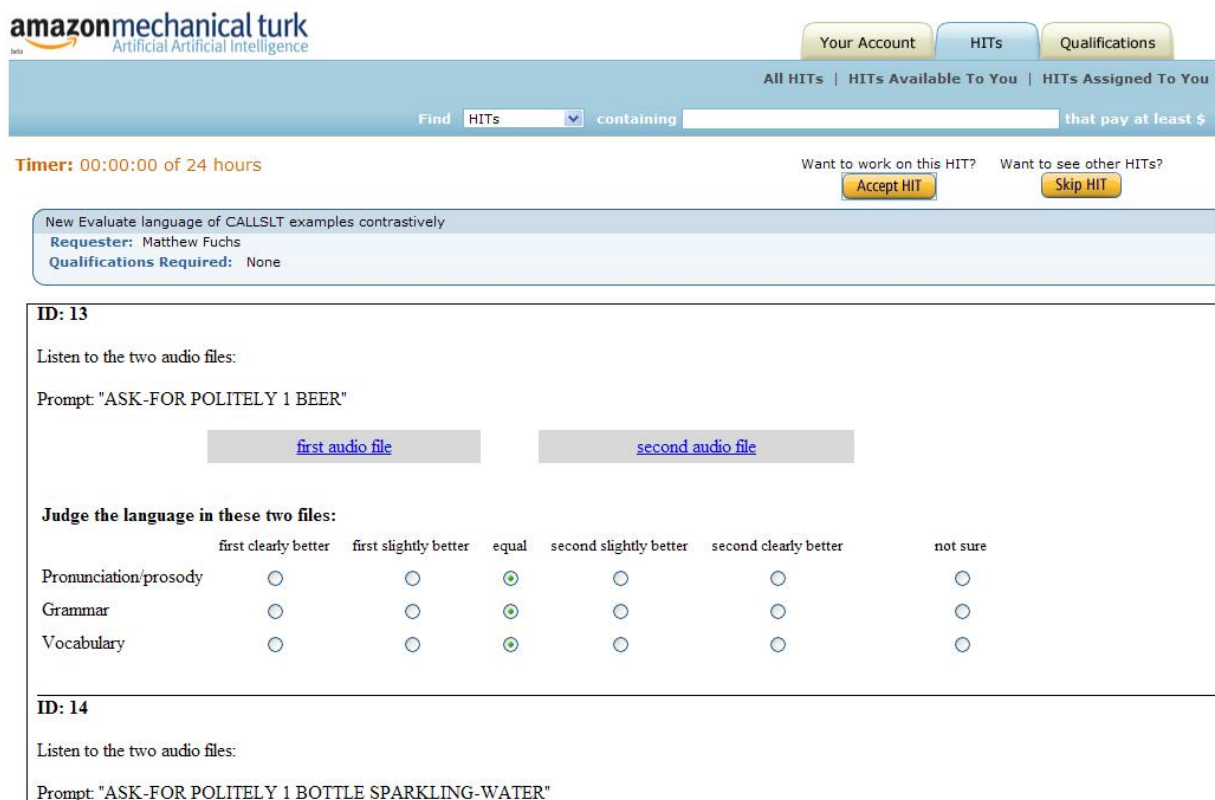 amazonmechanical turk
beta
Artificial Artificial Intelligence
Your Account HITs Qualifications
All HITs | HITs Available To You | HITs Assigned To You
Find HITs containing that pay at least $
Timer: 00:00:00 of 24 hours
Want to work on this HIT? Want to see other HITs?
Accept HIT Skip HIT
New Evaluate language of CALLSLT examples contrastively
Requester: Matthew Fuchs
Qualifications Required: None
ID: 13
Listen to the two audio files:
Prompt: "ASK-FOR POLITELY 1 BEER"
first audio file second audio file
Judge the language in these two files:
first clearly better first slightly better equal second slightly better second clearly better not sure
Pronunciation/prosody
Grammar
Vocabulary
ID: 14
Listen to the two audio files:
Prompt: "ASK-FOR POLITELY 1 BOTTLE SPARKLING-WATER"